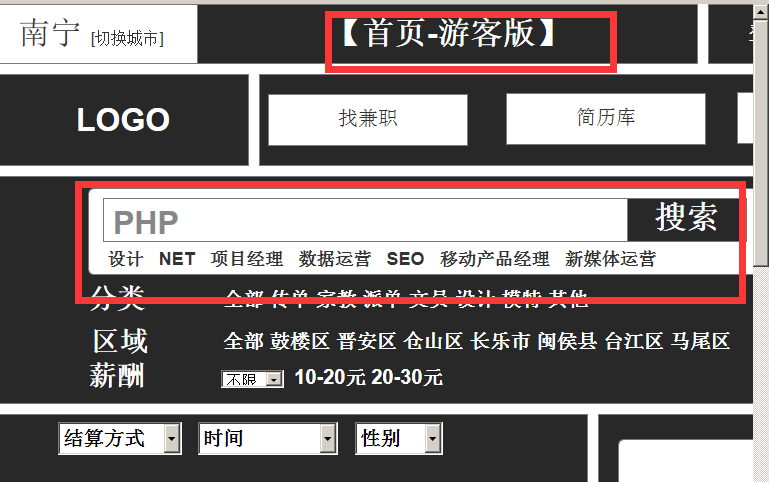 南宁 [切换城市] 【首页-游客版】
LOGO 找兼职 简历库
PHP 搜索
设计 NET 项目经理 数据运营 SEO 移动产品经理 新媒体运营
分类 全部 传单 家教 派单 文员 设计 模特 其他
区域 全部 鼓楼区 晋安区 仓山区 长乐市 闽侯县 台江区 马尾区
薪酬 不限 10-20元 20-30元
结算方式 时间 性别